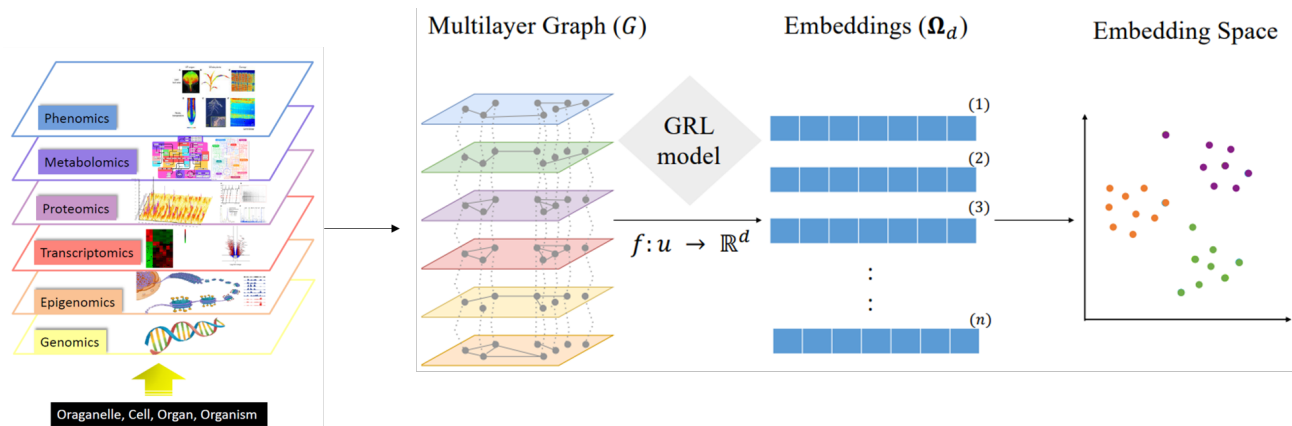 Phenomics
Metabolomics
Proteomics
Transcriptomics
Epigenomics
Genomics
Oraganelle, Cell, Organ, Organism
Multilayer Graph (G)
GRL
model
f: u → ℝ^d
Embeddings (Ω_d)
(1)
(2)
(3)
(n)
Embedding Space